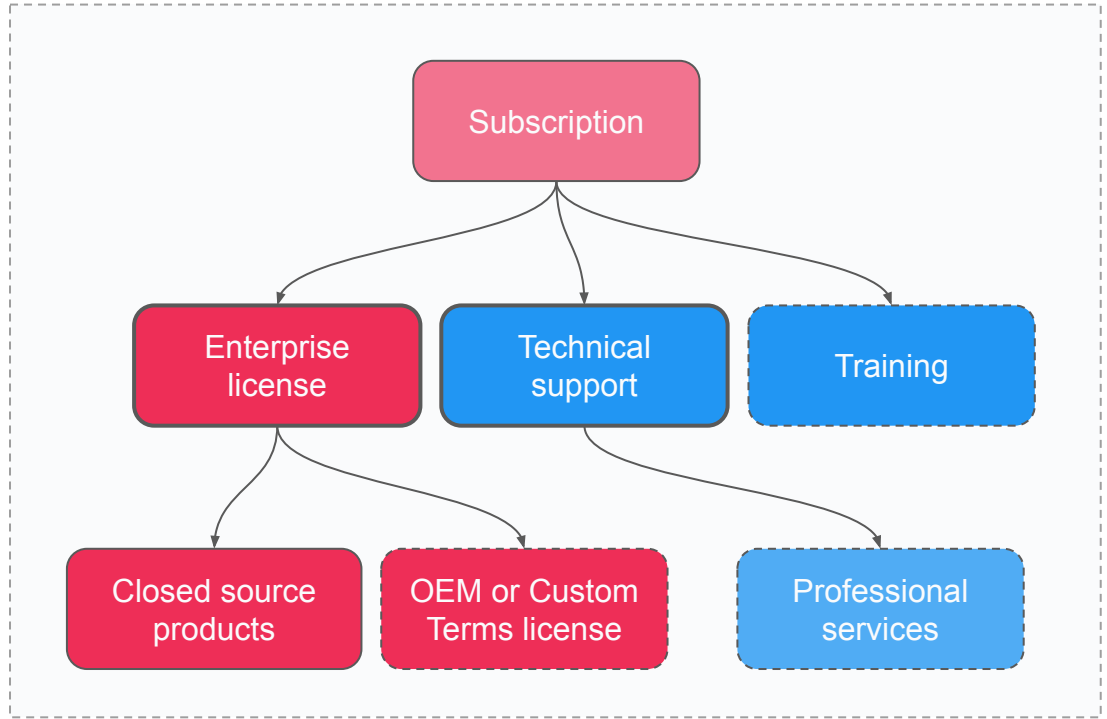 Subscription
Enterprise
license
Technical
support
Training
Closed source
products
OEM or Custom
Terms license
Professional
services